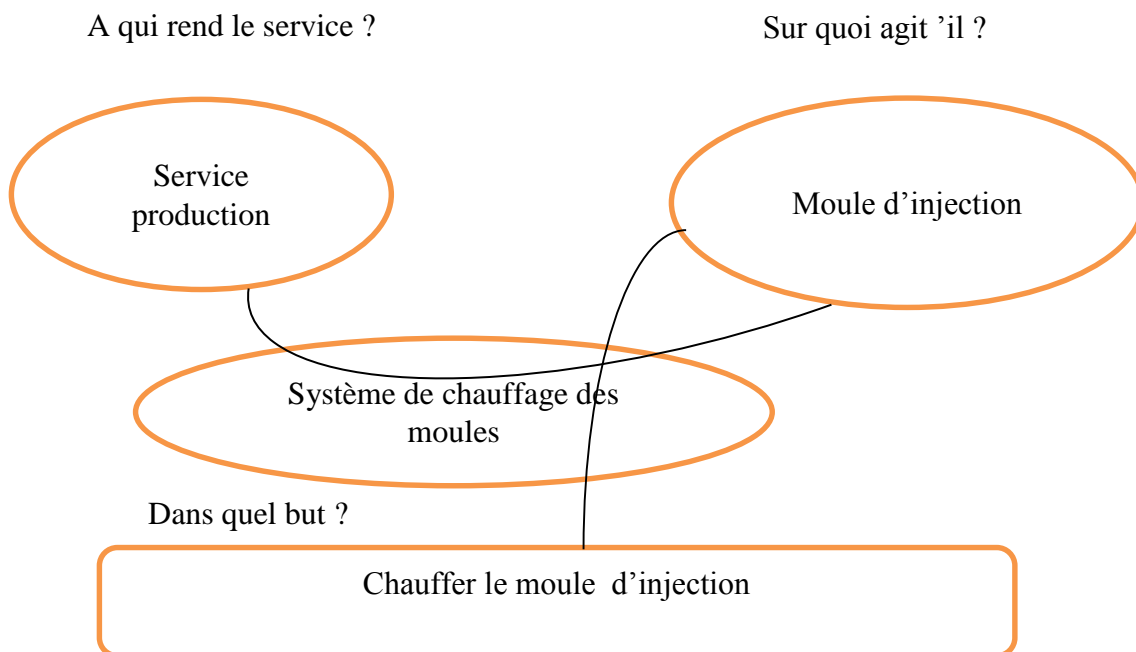 A qui rend le service ?
Sur quoi agit ’il ?
Service
production
Moule d’injection
Système de chauffage des
moules
Dans quel but ?
Chauffer le moule  d’injection